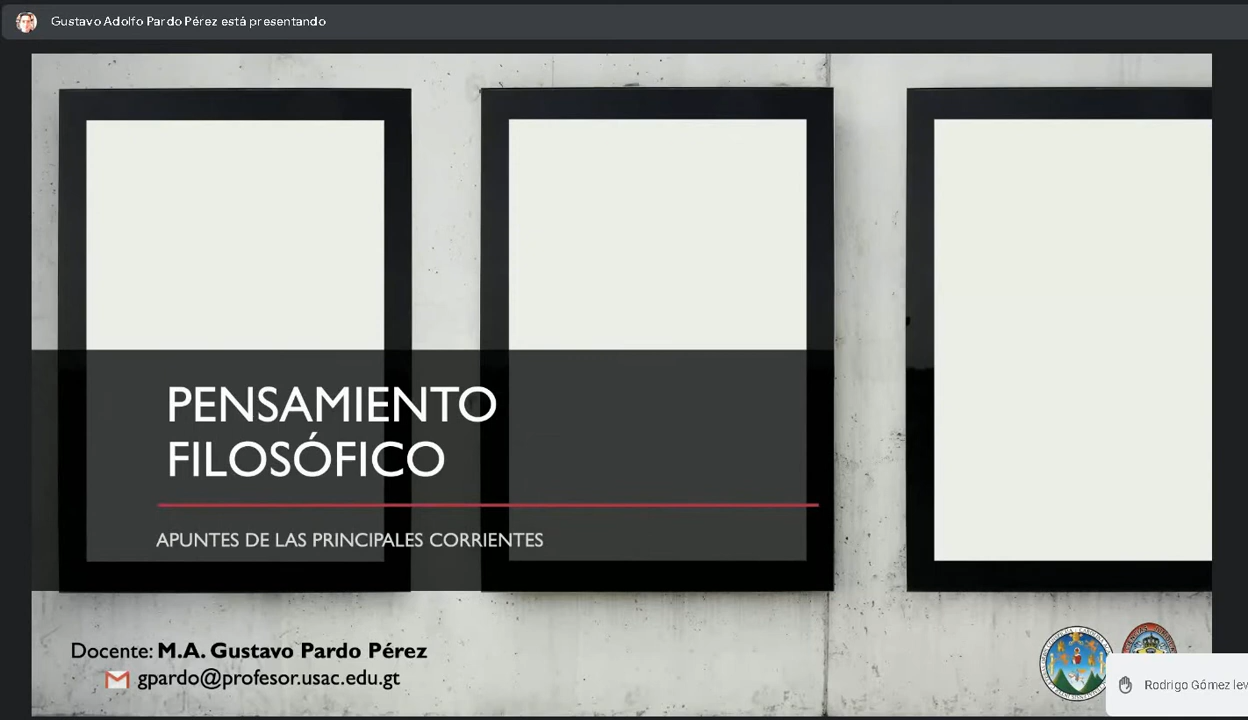 Gustavo Adolfo Pardo Pérez está presentando
PENSAMIENTO
FILOSÓFICO
APUNTES DE LAS PRINCIPALES CORRIENTES
Docente: M.A. Gustavo Pardo Pérez
gpardo@profesor.usac.edu.gt
Rodrigo Gómez lev